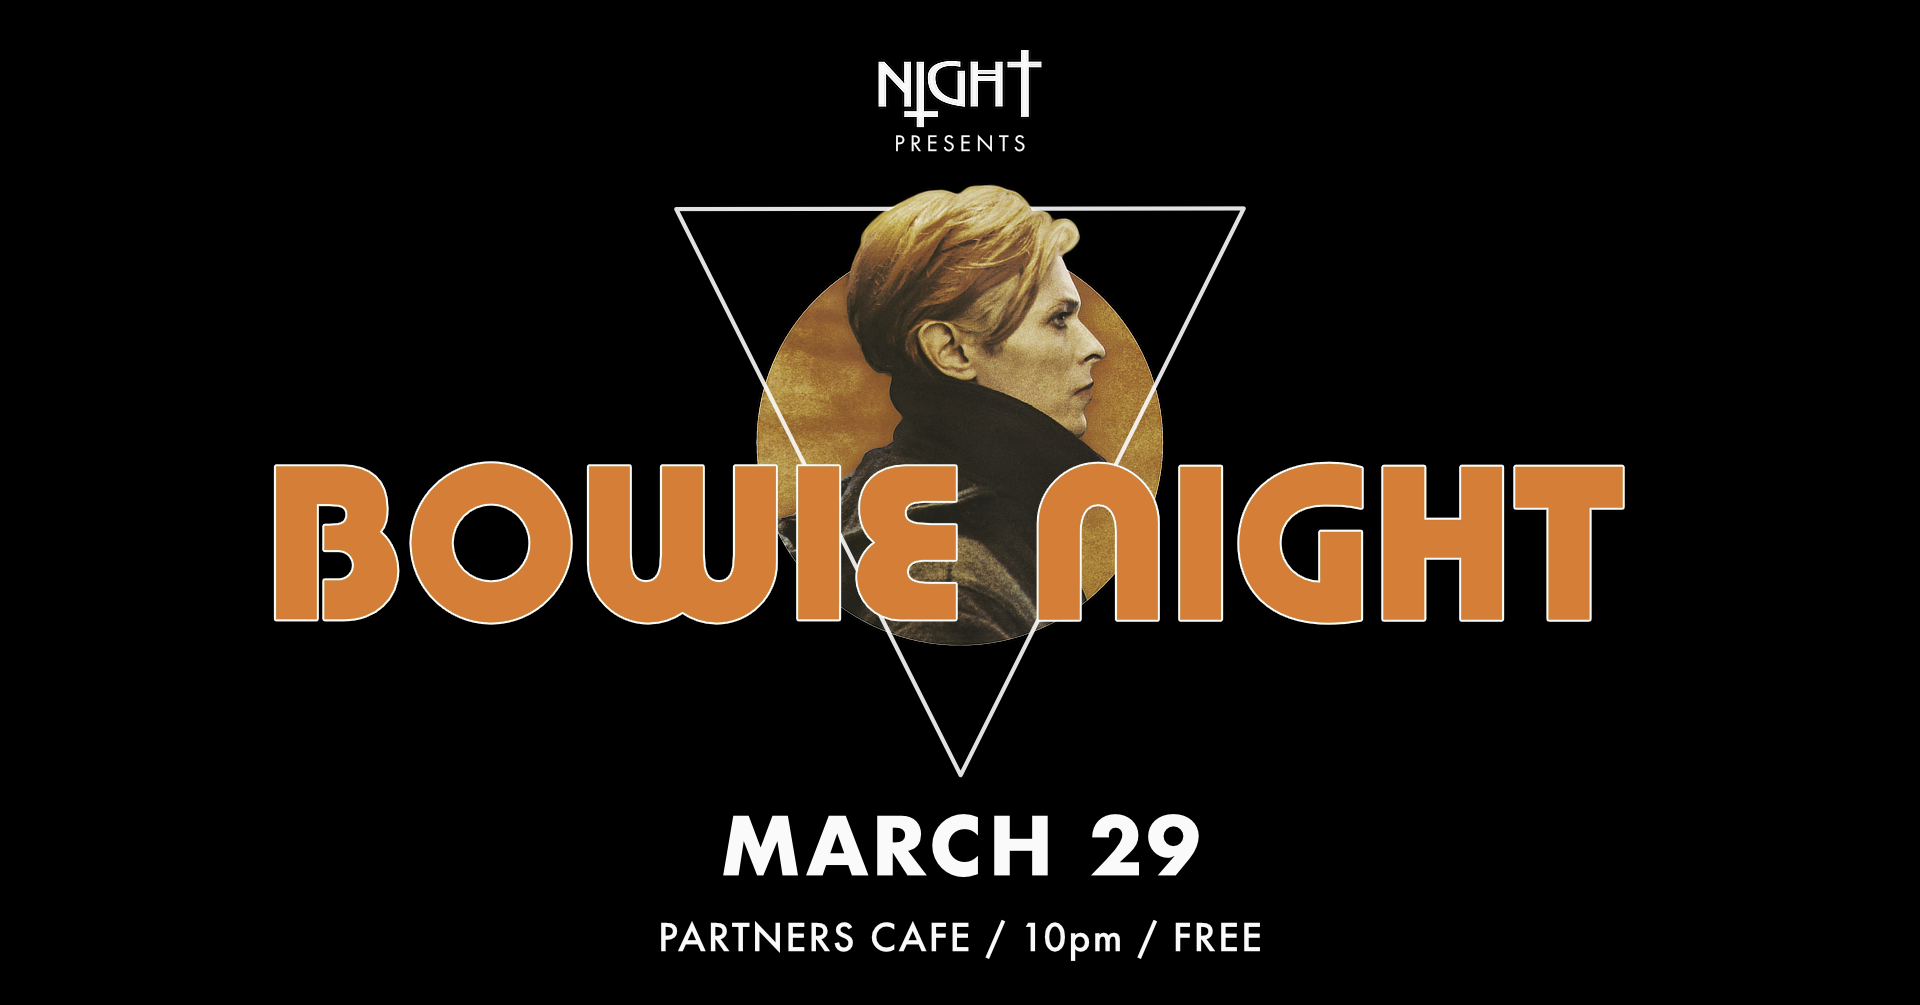 NIGHT
PRESENTS
BOWIE NIGHT
MARCH 29
PARTNERS CAFE / 10pm / FREE